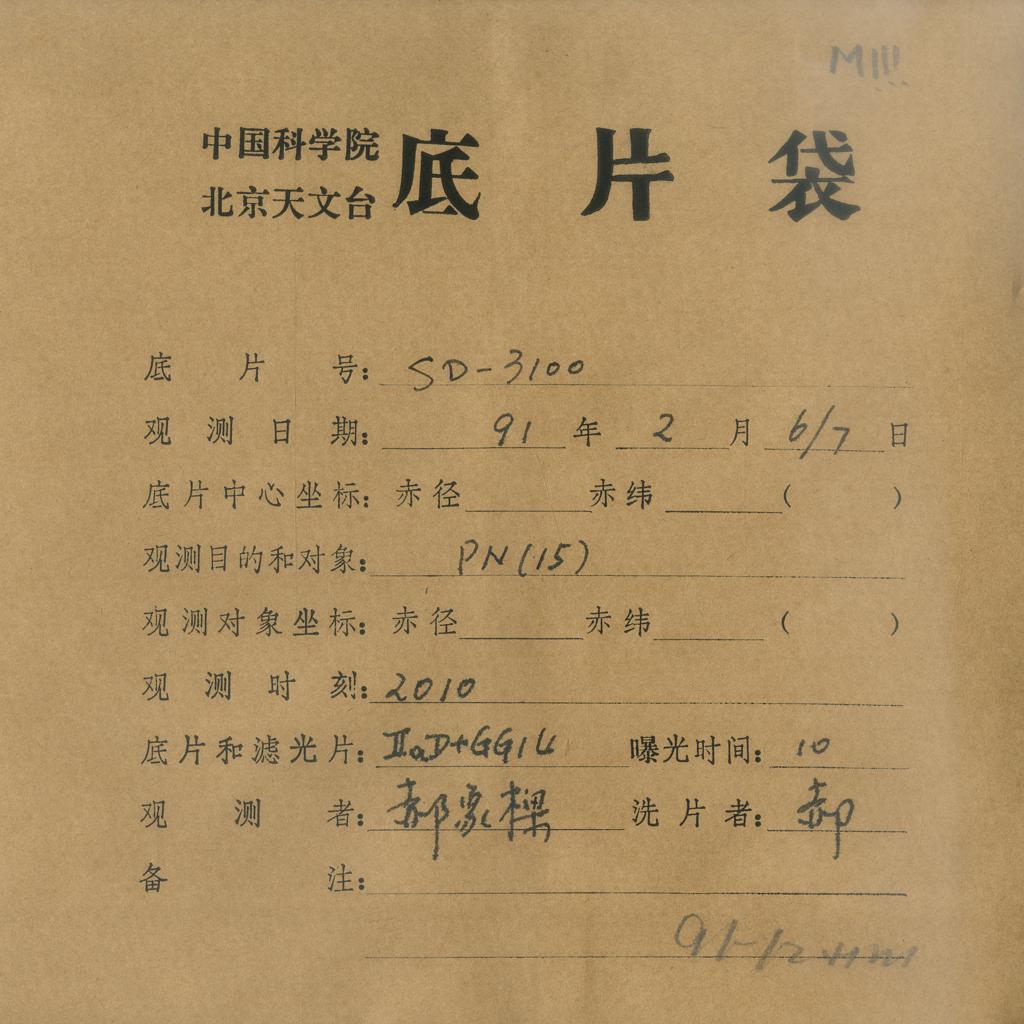 M111
中国科学院
北京天文台
底片袋
底片号: SD-3100
观测日期: 91年2月6/7日
底片中心坐标: 赤径 赤纬 ( )
观测目的和对象: PN(15)
观测对象坐标: 赤径 赤纬 ( )
观测时刻: 2010
底片和滤光片: IIaD+GG14 曝光时间: 10
观测者: 郝象樑 洗片者: 郝
备注: